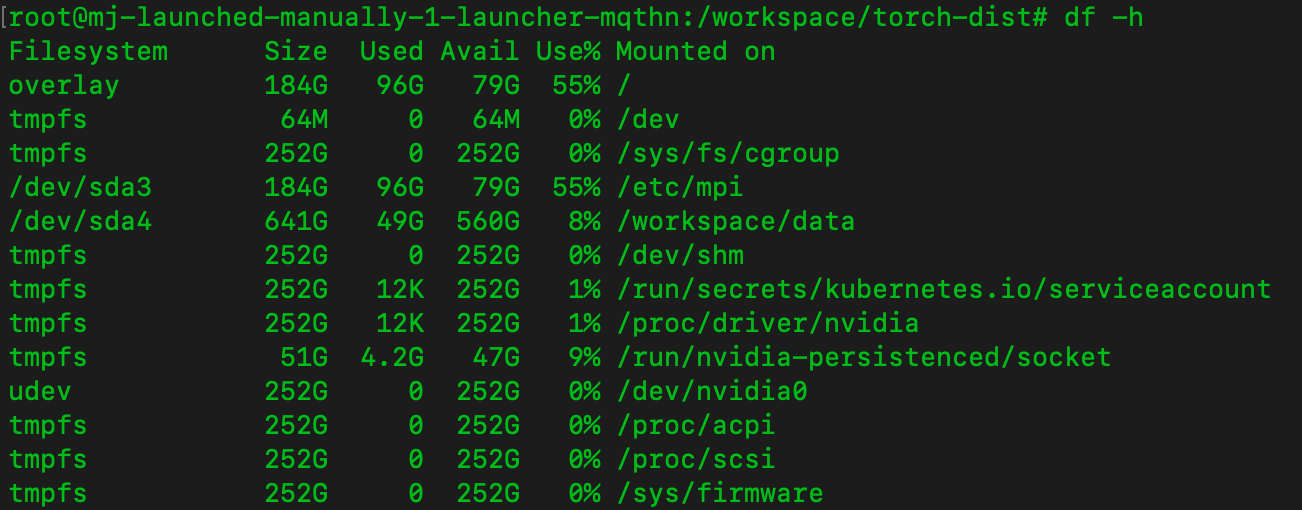 [root@mj-launched-manually-1-launcher-mqthn:/workspace/torch-dist# df -h
Filesystem      Size  Used Avail Use% Mounted on
overlay         184G   96G   79G  55% /
tmpfs            64M     0   64M   0% /dev
tmpfs           252G     0  252G   0% /sys/fs/cgroup
/dev/sda3       184G   96G   79G  55% /etc/mpi
/dev/sda4       641G   49G  560G   8% /workspace/data
tmpfs           252G     0  252G   0% /dev/shm
tmpfs           252G   12K  252G   1% /run/secrets/kubernetes.io/serviceaccount
tmpfs           252G   12K  252G   1% /proc/driver/nvidia
tmpfs            51G  4.2G   47G   9% /run/nvidia-persistenced/socket
udev            252G     0  252G   0% /dev/nvidia0
tmpfs           252G     0  252G   0% /proc/acpi
tmpfs           252G     0  252G   0% /proc/scsi
tmpfs           252G     0  252G   0% /sys/firmware